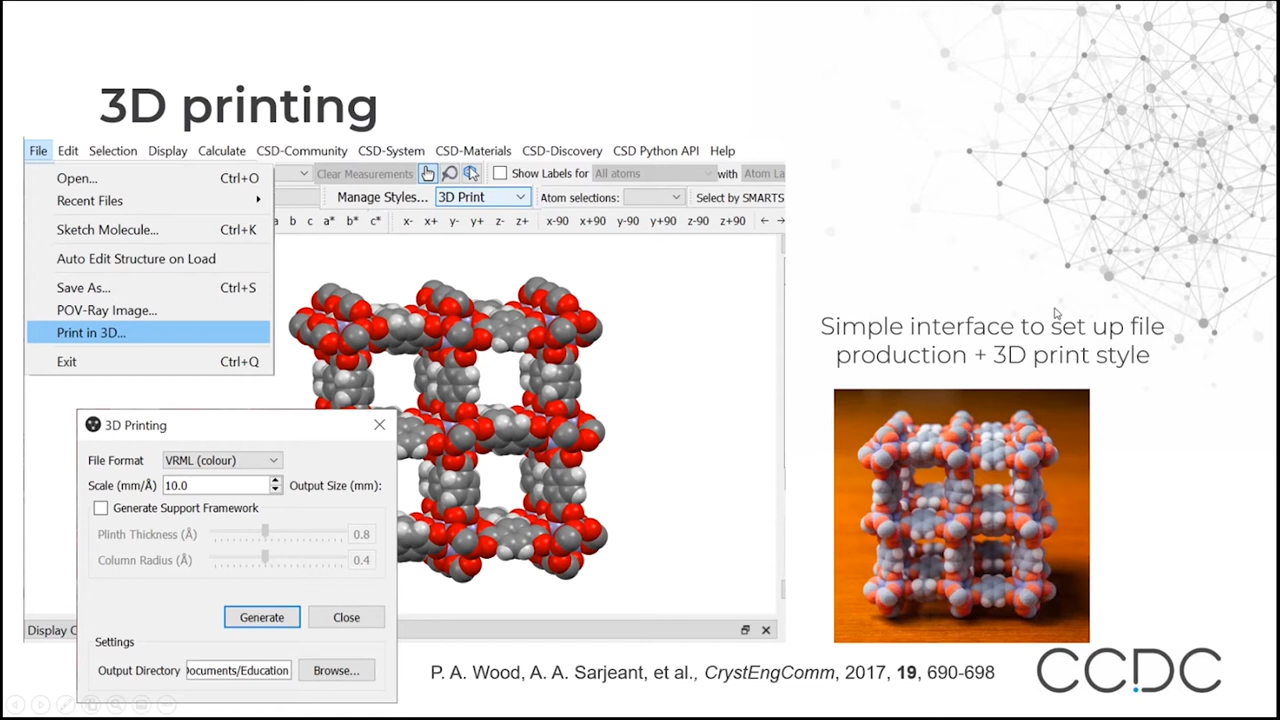 3D printing
File Edit Selection Display Calculate CSD-Community CSD-System CSD-Materials CSD-Discovery CSD Python API Help
Clear Measurements Show Labels for All atoms with Atom La
Manage Styles... 3D Print Atom selections: Select by SMARTS
a b c a* b* c* x- x+ y- y+ z- z+ x-90 x+90 y-90 y+90 z-90 z+90 ← →
Open... Ctrl+O
Recent Files
Sketch Molecule... Ctrl+K
Auto Edit Structure on Load
Save As... Ctrl+S
POV-Ray Image...
Print in 3D...
Exit Ctrl+Q
3D Printing
File Format VRML (colour)
Scale (mm/Å) 10.0 Output Size (mm):
Generate Support Framework
Plinth Thickness (Å) 0.8
Column Radius (Å) 0.4
Generate Close
Settings
Output Directory ocuments/Education Browse...
Display C
Simple interface to set up file
production + 3D print style
P. A. Wood, A. A. Sarjeant, et al., CrystEngComm, 2017, 19, 690-698
CCDC